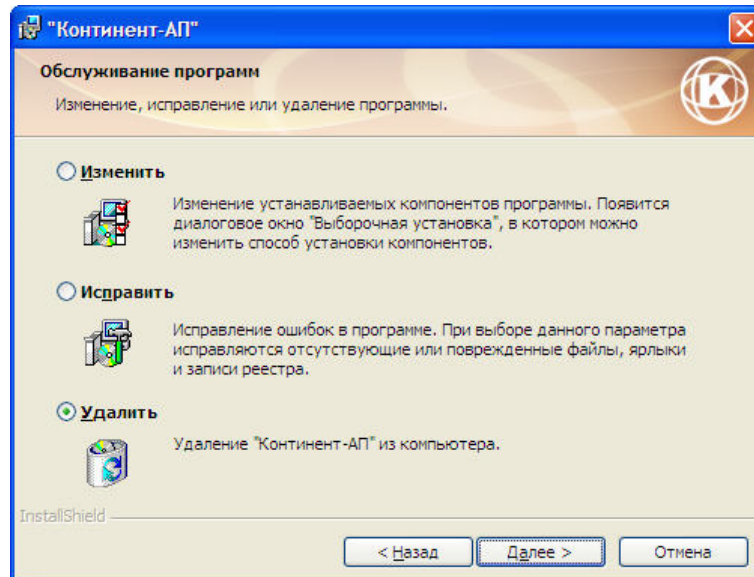 "Континент-АП"
Обслуживание программ
Изменение, исправление или удаление программы.
K
Изменить
Изменение устанавливаемых компонентов программы. Появится
диалоговое окно "Выборочная установка", в котором можно
изменить способ установки компонентов.
Исправить
Исправление ошибок в программе. При выборе данного параметра
исправляются отсутствующие или поврежденные файлы, ярлыки
и записи реестра.
Удалить
Удаление "Континент-АП" из компьютера.
InstallShield
< Назад
Далее >
Отмена